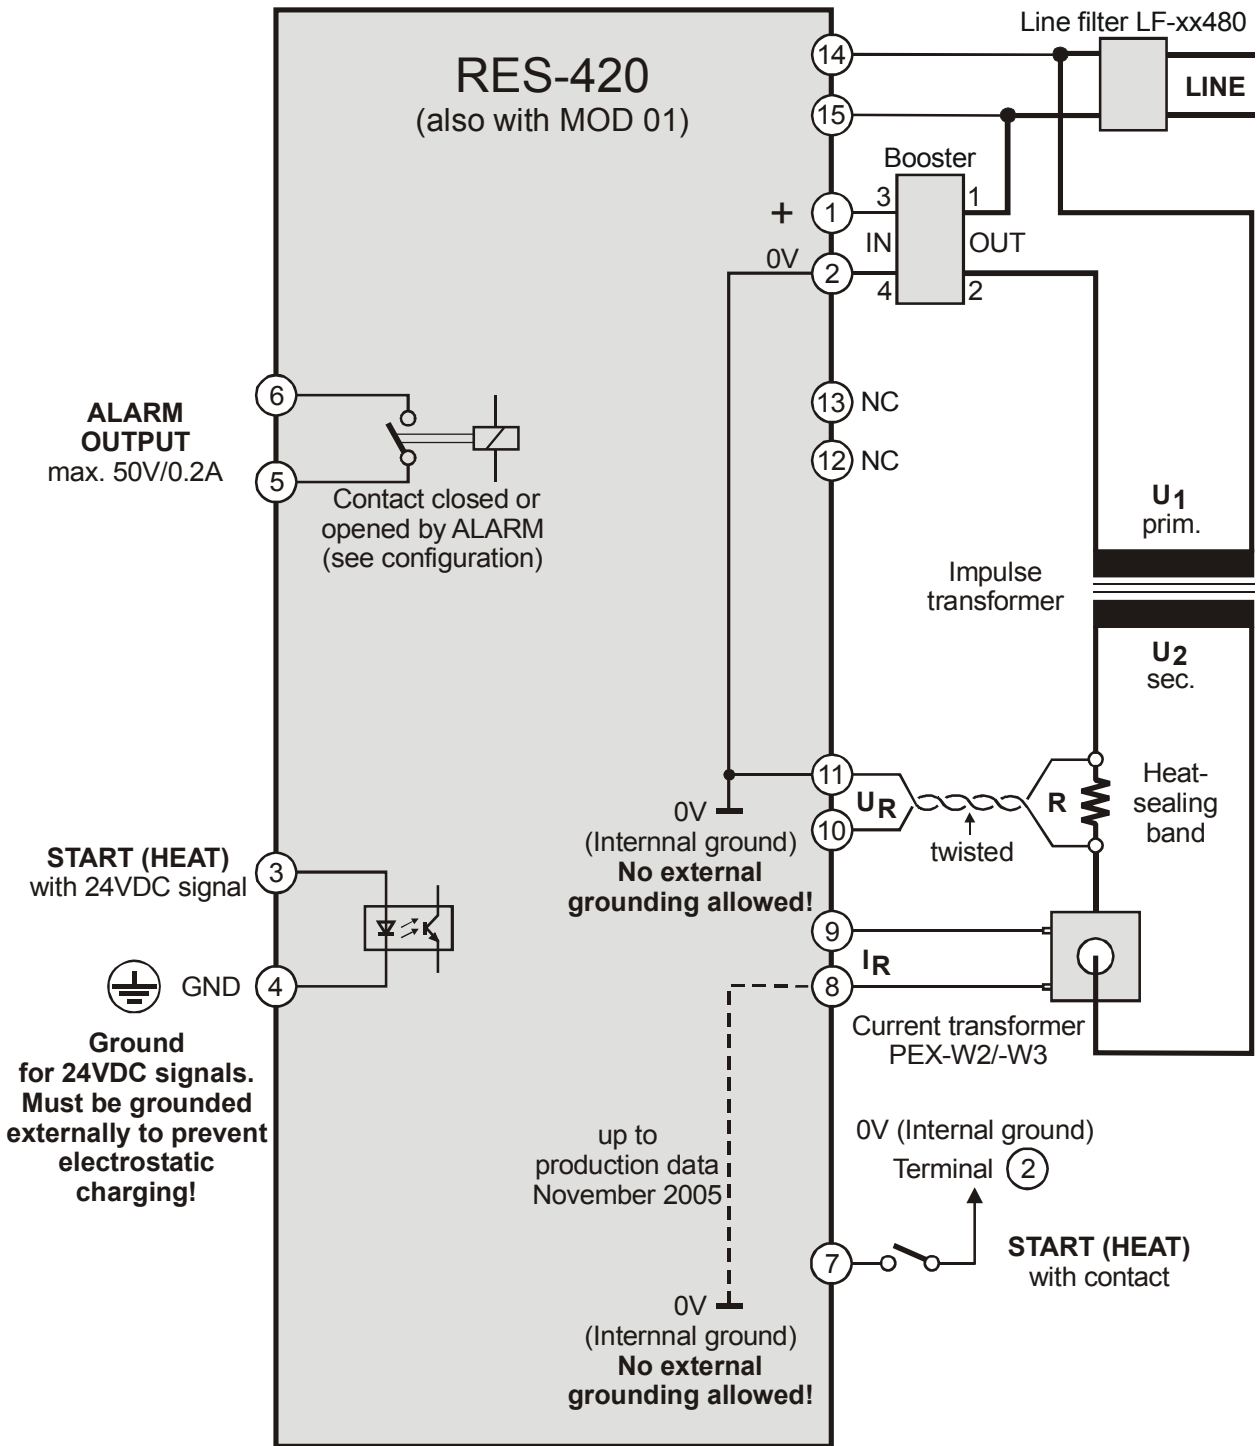 Line filter LF-xx480
LINE
RES-420
(also with MOD 01)
14
15
Booster
+
1
3
1
IN
OUT
0V
2
4
2
13
NC
12
NC
ALARM
OUTPUT
max. 50V/0.2A
6
5
Contact closed or
opened by ALARM
(see configuration)
U1
prim.
Impulse
transformer
U2
sec.
11
10
UR
twisted
R
Heat-
sealing
band
0V
(Internnal ground)
No external
grounding allowed!
START (HEAT)
with 24VDC signal
3
GND
4
Ground
for 24VDC signals.
Must be grounded
externally to prevent
electrostatic
charging!
9
IR
8
Current transformer
PEX-W2/-W3
up to
production data
November 2005
0V (Internal ground)
Terminal 2
7
START (HEAT)
with contact
0V
(Internnal ground)
No external
grounding allowed!